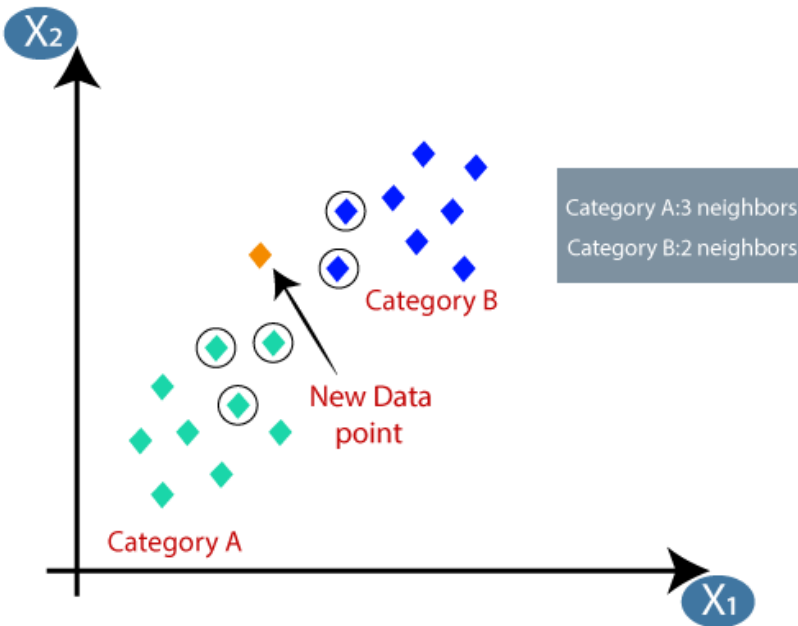 X₂
Category A:3 neighbors
Category B:2 neighbors
Category B
New Data
point
Category A
X₁